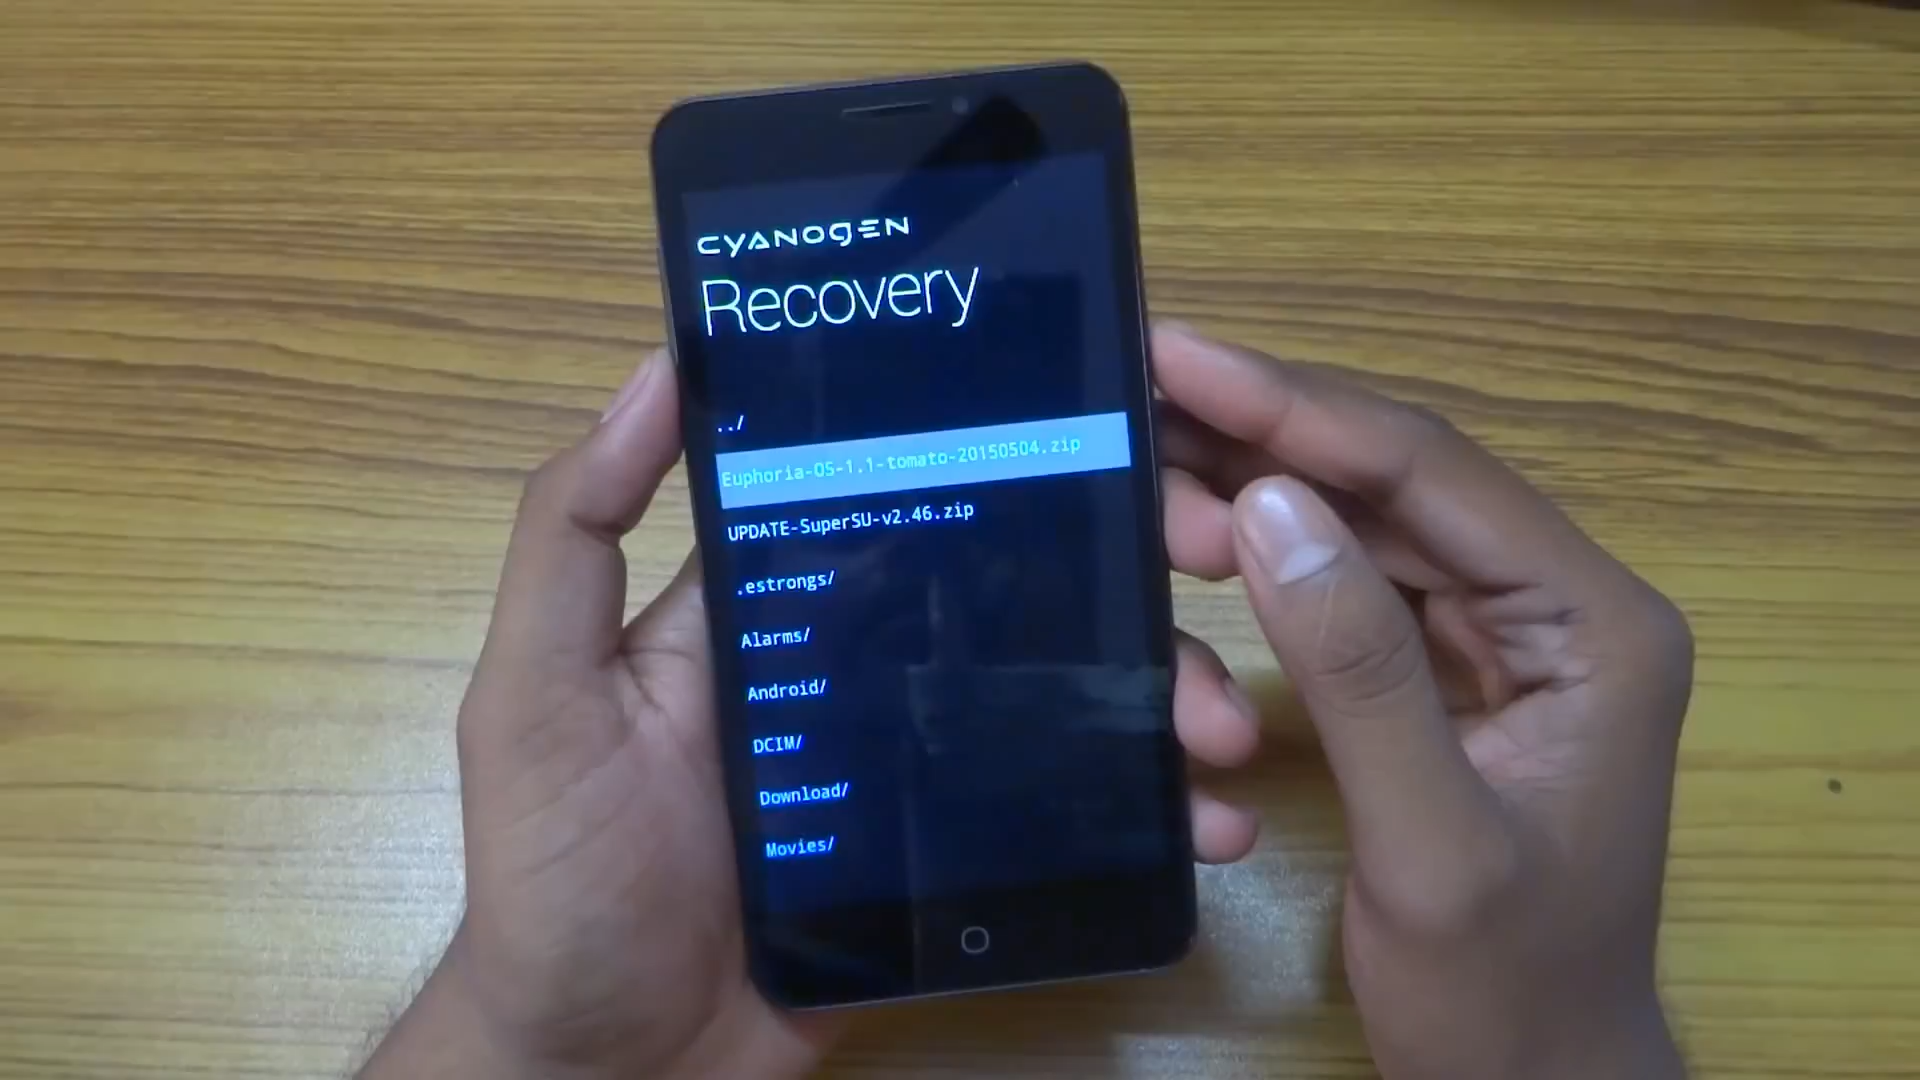 CYANOGEN
Recovery
../
Euphoria-OS-1.1-tomato-20150504.zip
UPDATE-SuperSU-v2.46.zip
.estrongs/
Alarms/
Android/
DCIM/
Download/
Movies/